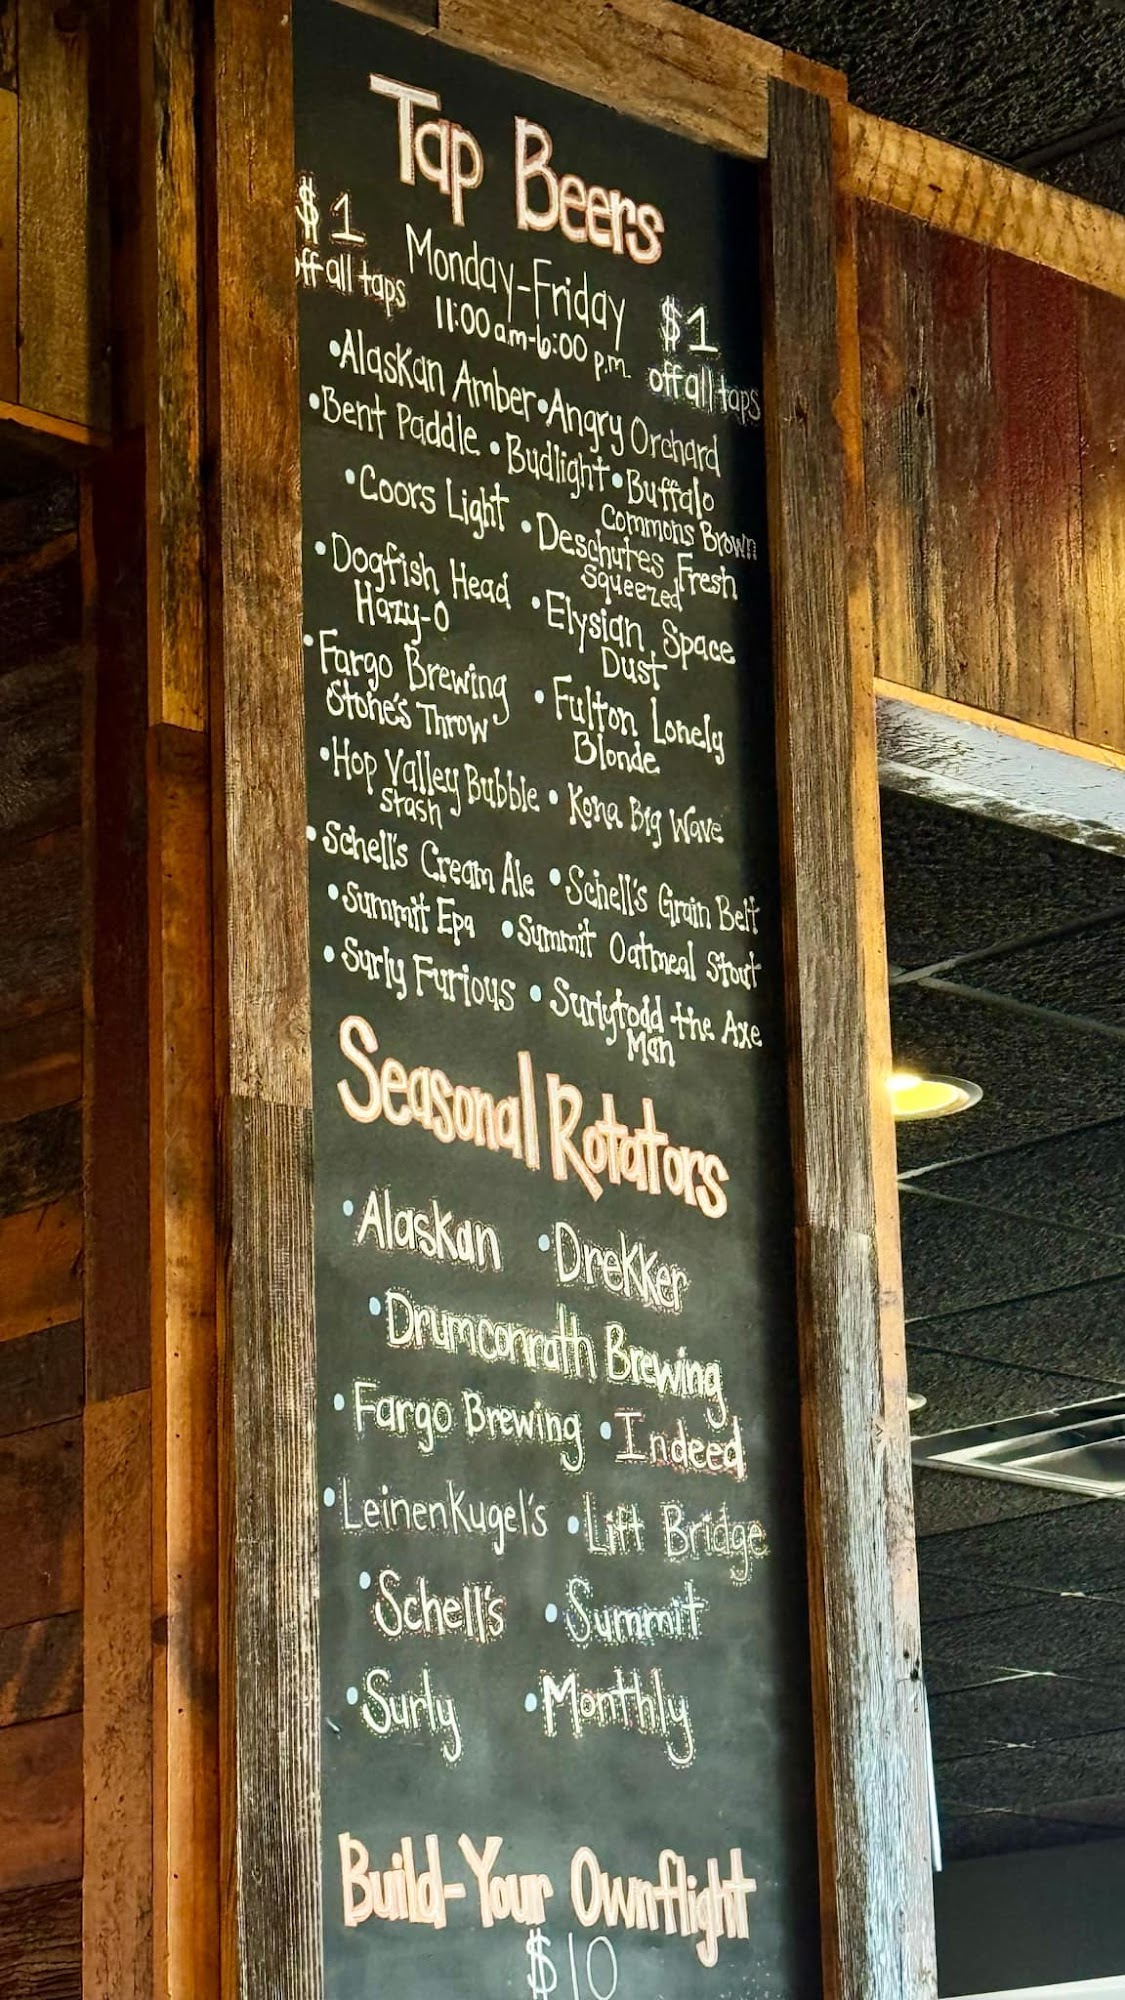 Tap Beers
$1
off all taps
Monday-Friday
11:00 am-6:00 p.m.
$1
off all taps
•Alaskan Amber •Angry Orchard
•Bent Paddle •Budlight •Buffalo
Commons Brown
•Coors Light •Deschutes Fresh
Squeezed
•Dogfish Head
Hazy-O
•Elysian Space
Dust
•Fargo Brewing
Stone's Throw
•Fulton Lonely
Blonde
•Hop Valley Bubble
Stash
•Kona Big Wave
•Schell's Cream Ale •Schell's Grain Belt
•Summit Epa •Summit Oatmeal Stout
•Surly Furious •Surlytodd the Axe
Man
Seasonal Rotators
•Alaskan •Drekker
•Drumconrath Brewing
•Fargo Brewing •Indeed
•Leinenkugel's •Lift Bridge
•Schell's •Summit
•Surly •Monthly
Build-Your Ownflight
$10